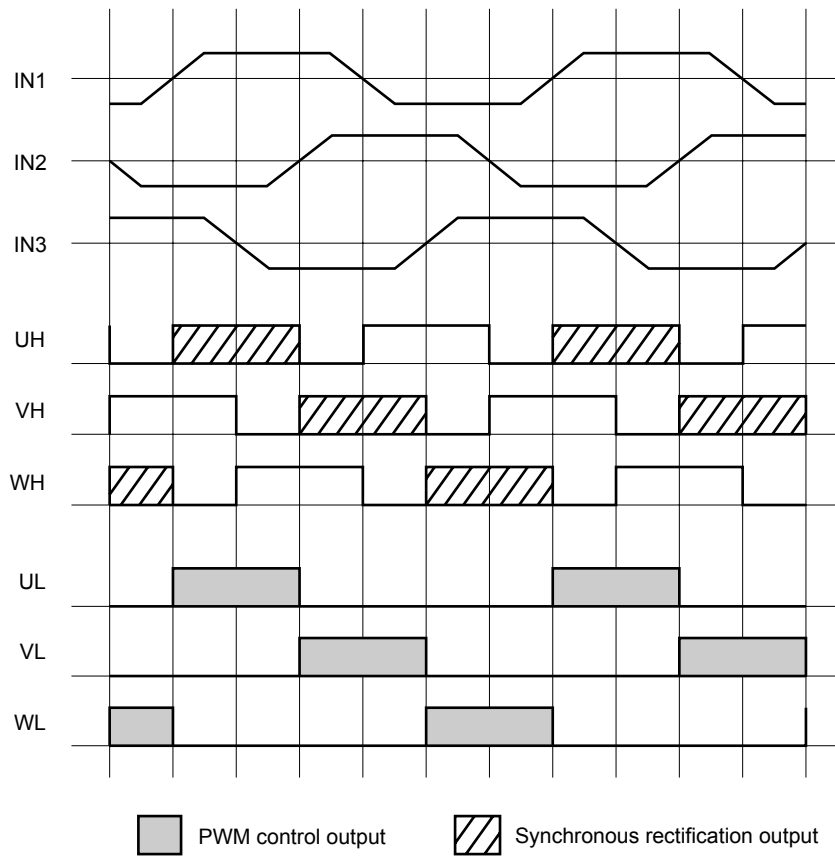 IN1
IN2
IN3
UH
VH
WH
UL
VL
WL
PWM control output
Synchronous rectification output